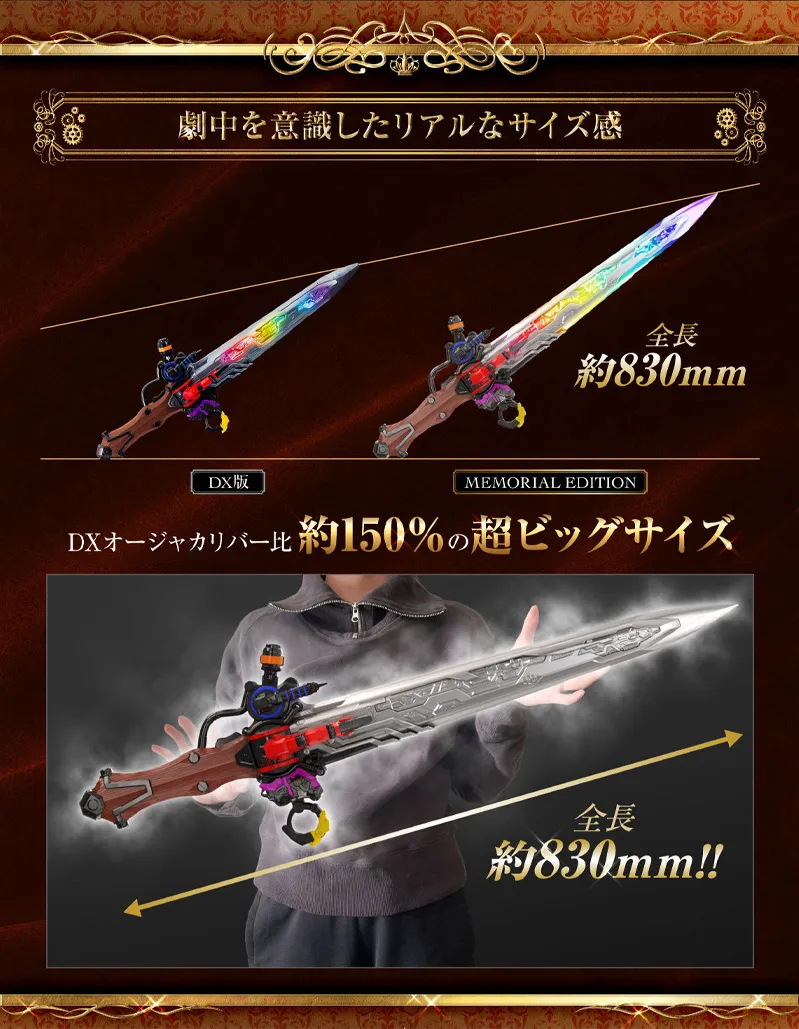 劇中を意識したリアルなサイズ感
全長
約830mm
DX版
MEMORIAL EDITION
DXオージャカリバー比 約150%の超ビッグサイズ
全長
約830mm!!